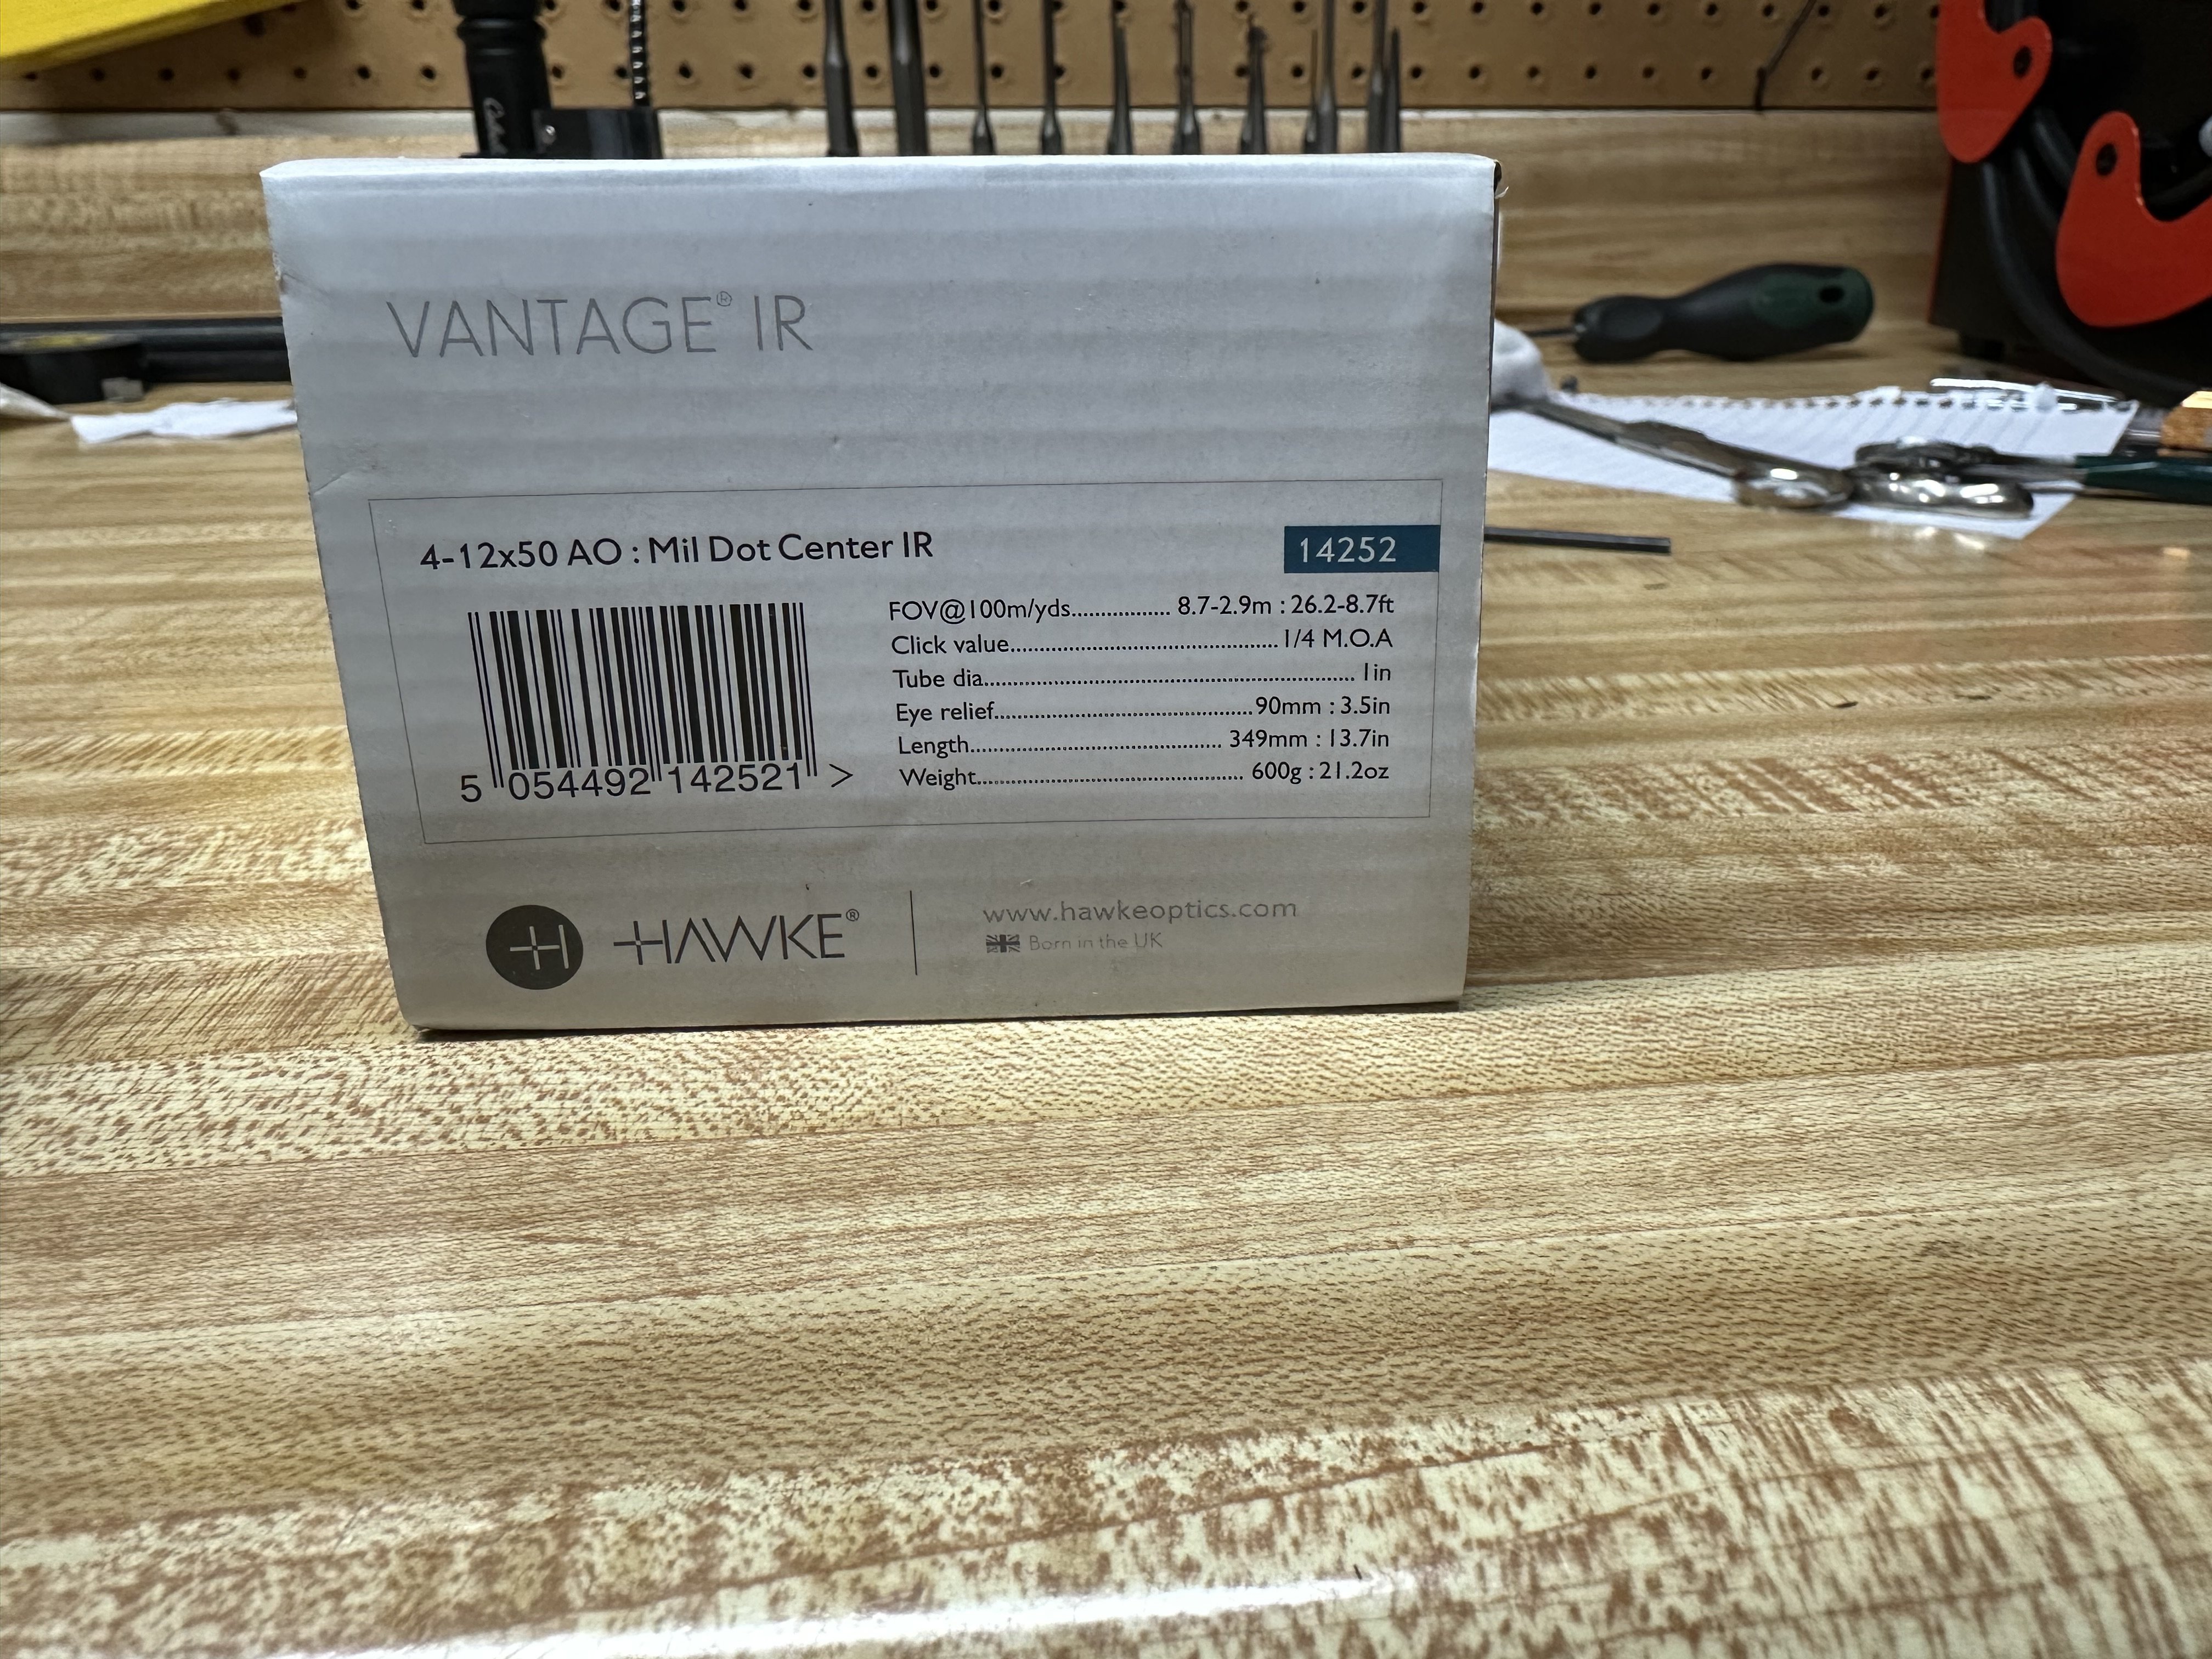 VANTAGE® IR
4-12x50 AO : Mil Dot Center IR
14252
FOV@100m/yds................. 8.7-2.9m : 26.2-8.7ft
Click value............................................. 1/4 M.O.A
Tube dia.............................................................. 1in
Eye relief...........................................90mm : 3.5in
Length.......................................... 349mm : 13.7in
Weight............................................. 600g : 21.2oz
5 054492 142521 >
HAWKE®
www.hawkeoptics.com
Born in the UK